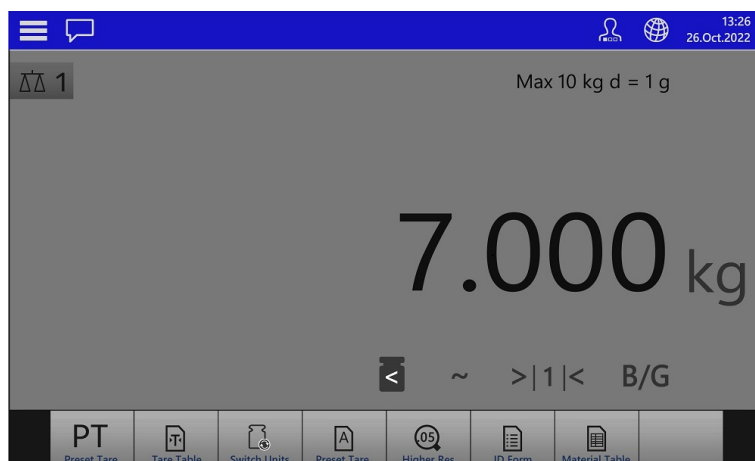 13:26
26.Oct.2022
1
Max 10 kg d = 1 g
7.000 kg
< ~ >|1|< B/G
PT T A .05
Preset Tare Tare Table Switch Units Preset Tare Higher Res. ID Form Material Table